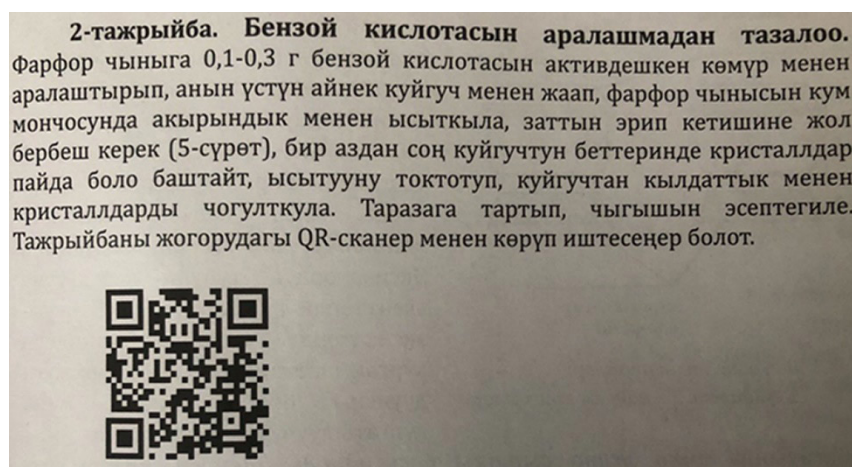 2-тажрыйба. Бензой кислотасын аралашмадан тазалоо.
Фарфор чыныга 0,1-0,3 г бензой кислотасын активдешкен көмүр менен
аралаштырып, анын үстүн айнек куйгуч менен жаап, фарфор чынысын кум
мончосунда акырындык менен ысыткыла, заттын эрип кетишине жол
бербеш керек (5-сүрөт), бир аздан соң куйгучтун беттеринде кристаллдар
пайда боло баштайт, ысытууну токтотуп, куйгучтан кылдаттык менен
кристаллдарды чогулткула. Таразага тартып, чыгышын эсептегиле.
Тажрыйбаны жогорудагы QR-сканер менен көрүп иштесеңер болот.